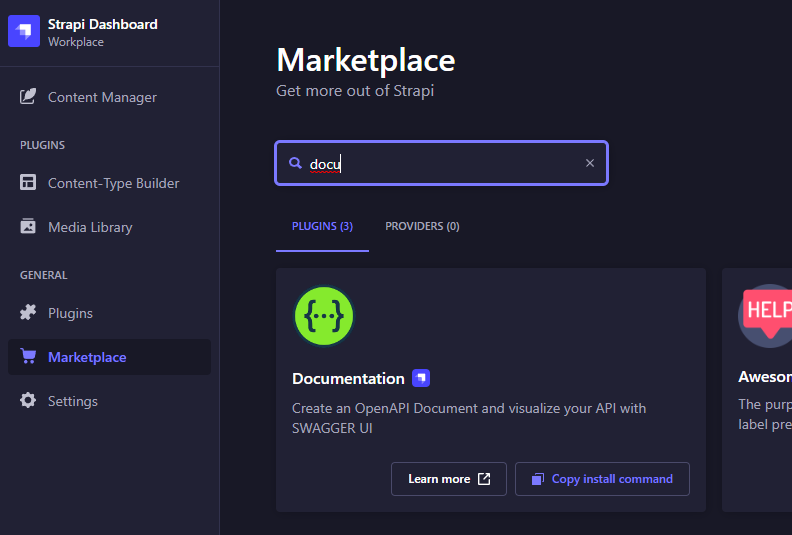 Strapi Dashboard
Workplace
Content Manager
PLUGINS
Content-Type Builder
Media Library
GENERAL
Plugins
Marketplace
Settings
Marketplace
Get more out of Strapi
docu
PLUGINS (3) PROVIDERS (0)
{···}
Documentation
Create an OpenAPI Document and visualize your API with
SWAGGER UI
Learn more Copy install command
HELP
Aweson
The purp
label pre